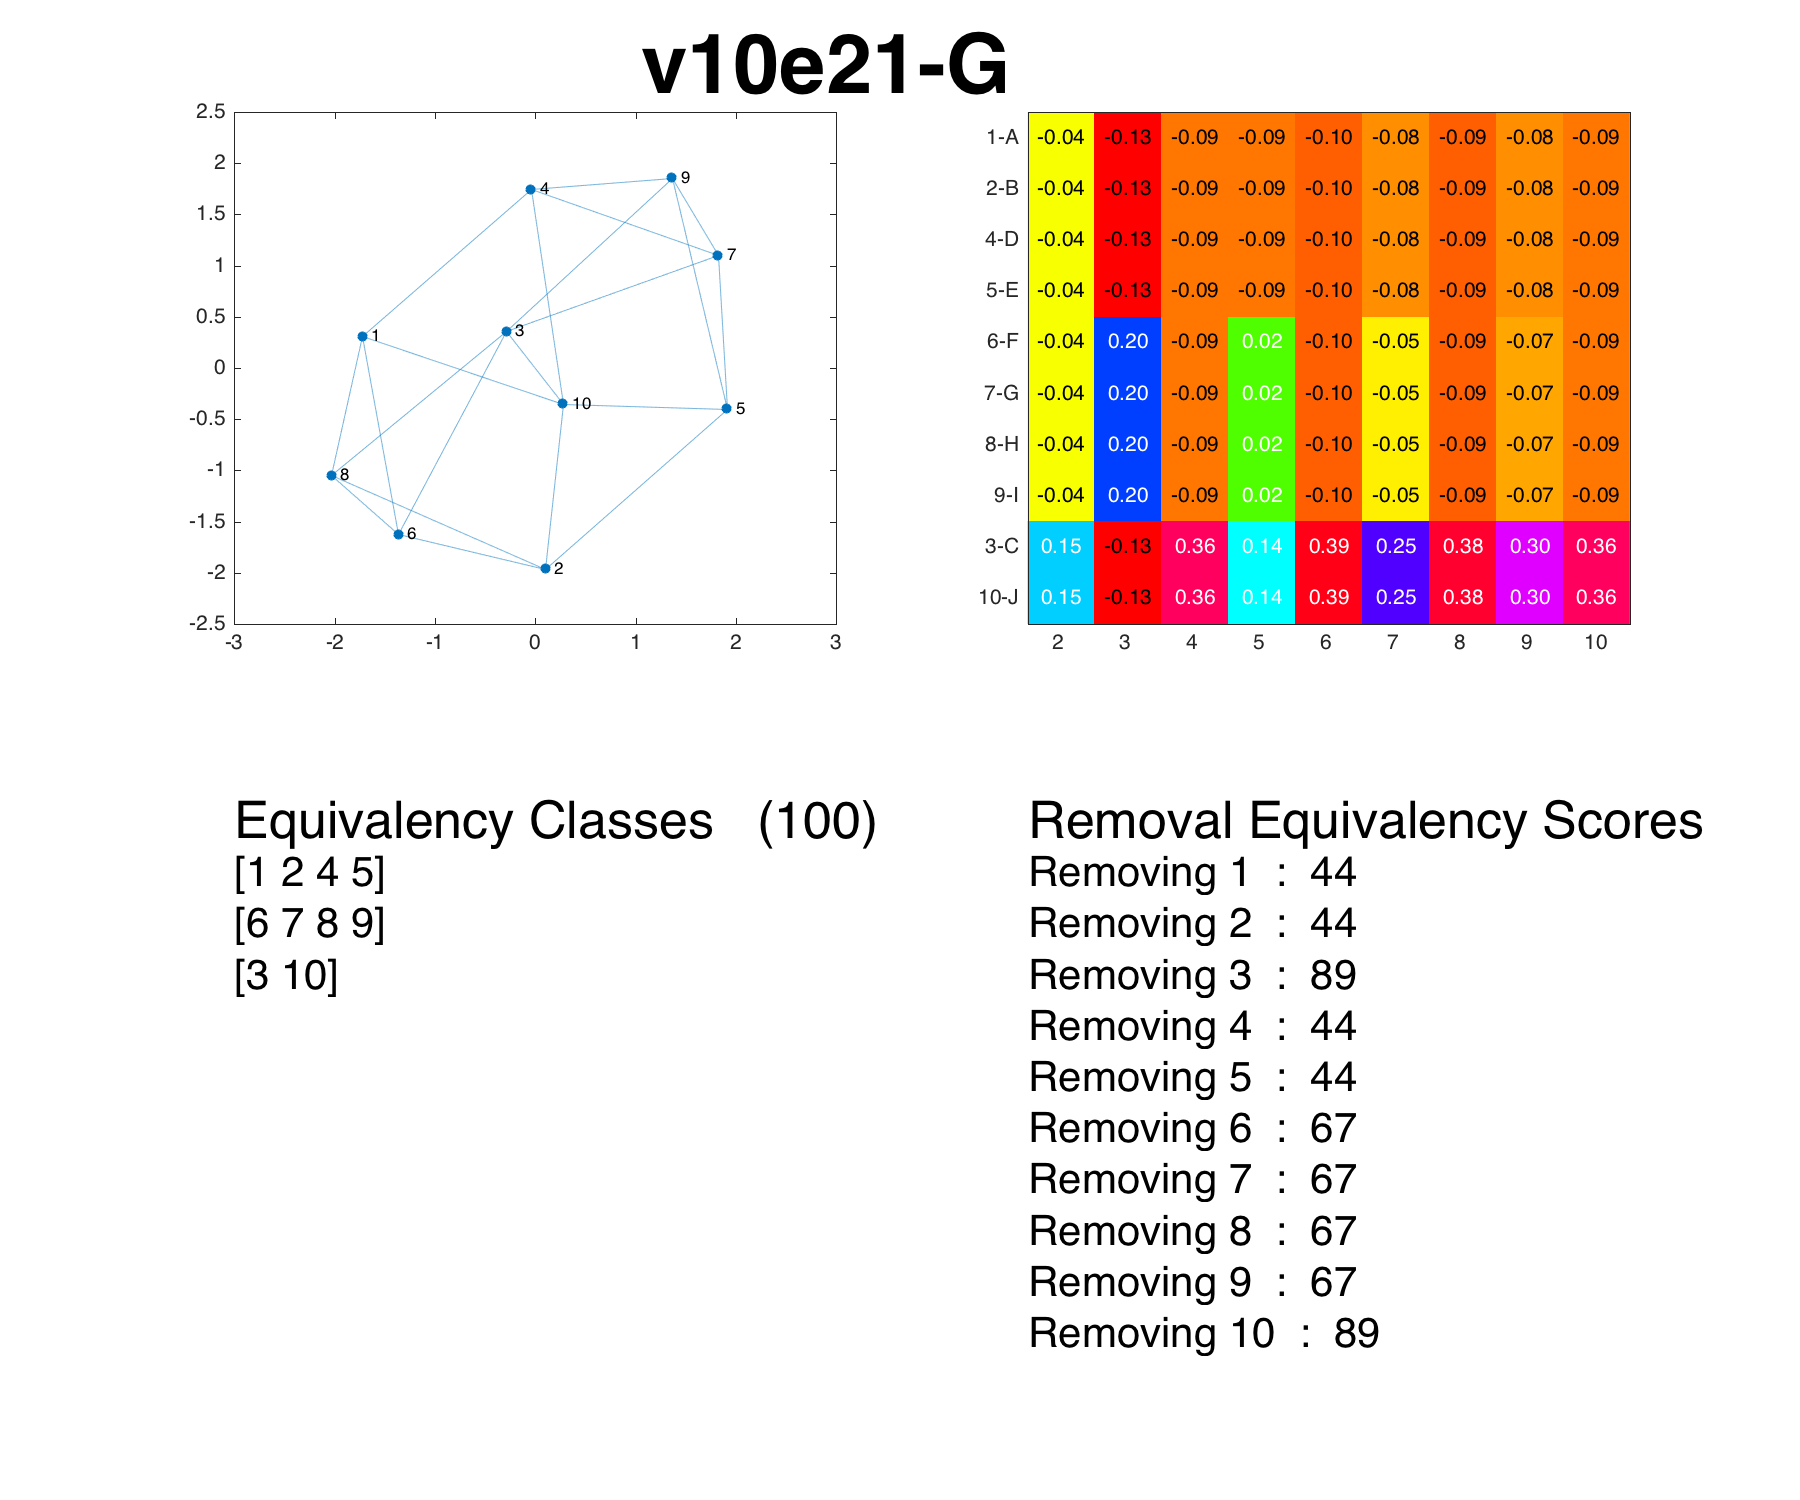 v10e21-G
2.5
2
1.5
1
0.5
0
-0.5
-1
-1.5
-2
-2.5
-3 -2 -1 0 1 2 3
4
9
7
3
1
10
5
8
6
2
1-A -0.04 -0.13 -0.09 -0.09 -0.10 -0.08 -0.09 -0.08 -0.09
2-B -0.04 -0.13 -0.09 -0.09 -0.10 -0.08 -0.09 -0.08 -0.09
4-D -0.04 -0.13 -0.09 -0.09 -0.10 -0.08 -0.09 -0.08 -0.09
5-E -0.04 -0.13 -0.09 -0.09 -0.10 -0.08 -0.09 -0.08 -0.09
6-F -0.04 0.20 -0.09 0.02 -0.10 -0.05 -0.09 -0.07 -0.09
7-G -0.04 0.20 -0.09 0.02 -0.10 -0.05 -0.09 -0.07 -0.09
8-H -0.04 0.20 -0.09 0.02 -0.10 -0.05 -0.09 -0.07 -0.09
9-I -0.04 0.20 -0.09 0.02 -0.10 -0.05 -0.09 -0.07 -0.09
3-C 0.15 -0.13 0.36 0.14 0.39 0.25 0.38 0.30 0.36
10-J 0.15 -0.13 0.36 0.14 0.39 0.25 0.38 0.30 0.36
2 3 4 5 6 7 8 9 10
Equivalency Classes (100)
[1 2 4 5]
[6 7 8 9]
[3 10]
Removal Equivalency Scores
Removing 1 : 44
Removing 2 : 44
Removing 3 : 89
Removing 4 : 44
Removing 5 : 44
Removing 6 : 67
Removing 7 : 67
Removing 8 : 67
Removing 9 : 67
Removing 10 : 89